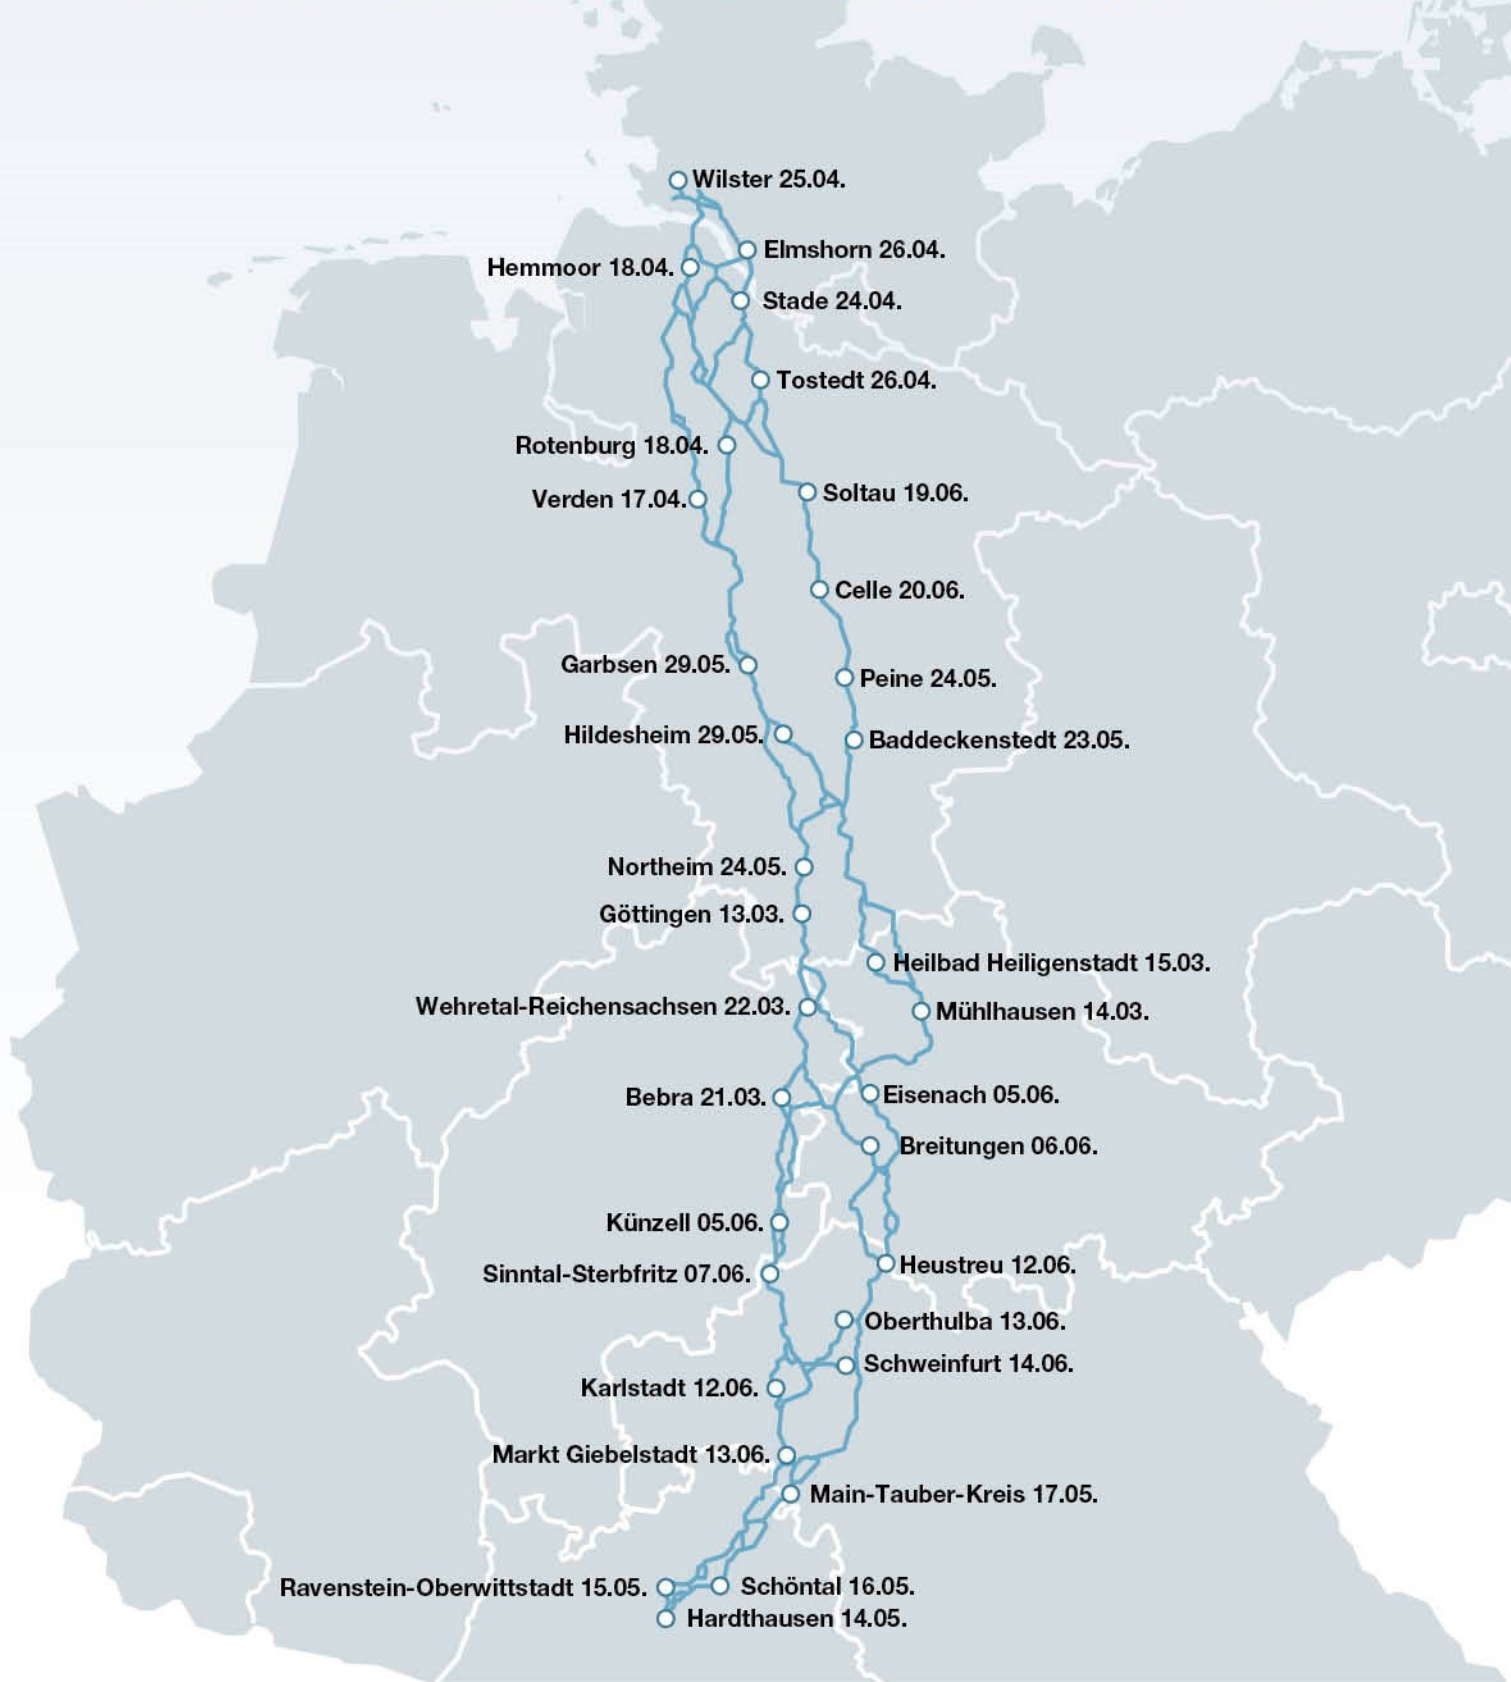 Wilster 25.04.
Elmshorn 26.04.
Hemmoor 18.04.
Stade 24.04.
Tostedt 26.04.
Rotenburg 18.04.
Soltau 19.06.
Verden 17.04.
Celle 20.06.
Garbsen 29.05.
Peine 24.05.
Hildesheim 29.05.
Baddeckenstedt 23.05.
Northeim 24.05.
Göttingen 13.03.
Heilbad Heiligenstadt 15.03.
Wehretal-Reichensachsen 22.03.
Mühlhausen 14.03.
Bebra 21.03.
Eisenach 05.06.
Breitungen 06.06.
Künzell 05.06.
Heustreu 12.06.
Sinntal-Sterbfritz 07.06.
Oberthulba 13.06.
Schweinfurt 14.06.
Karlstadt 12.06.
Markt Giebelstadt 13.06.
Main-Tauber-Kreis 17.05.
Ravenstein-Oberwittstadt 15.05.
Schöntal 16.05.
Hardthausen 14.05.